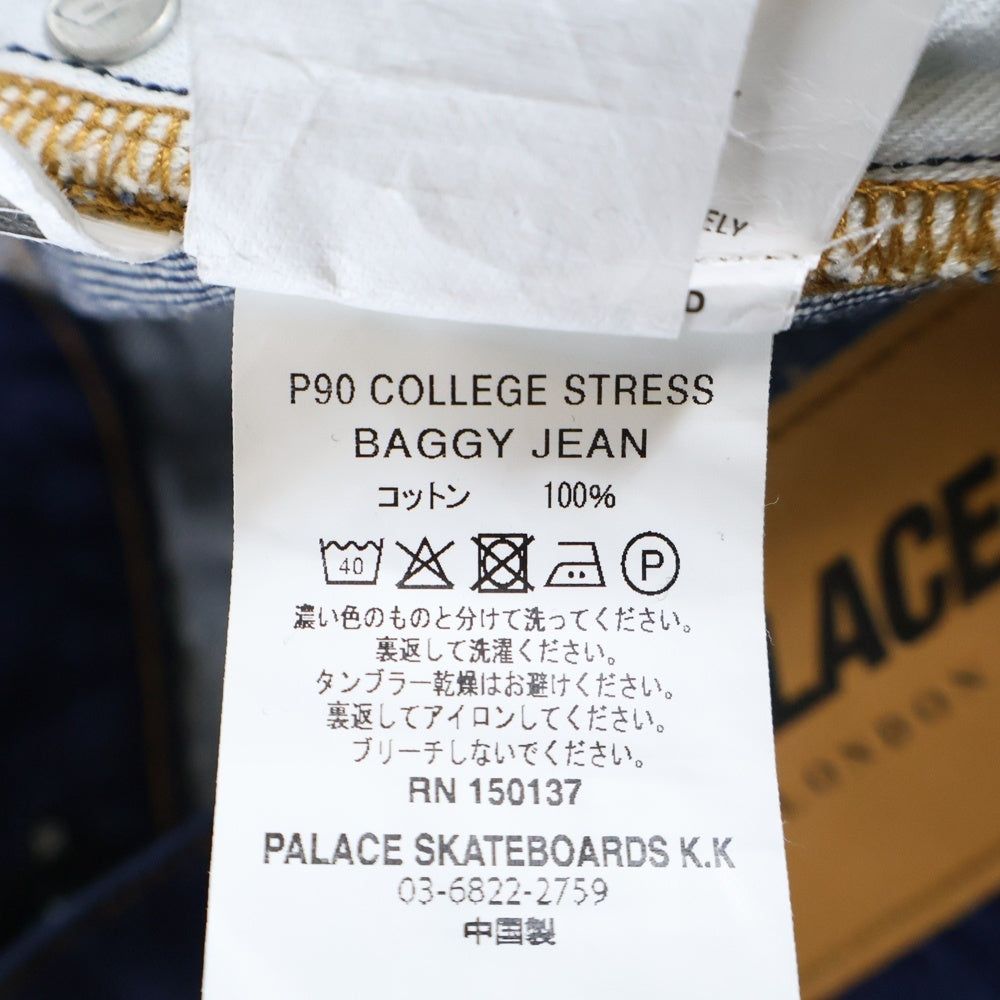 ELY
D
P90 COLLEGE STRESS
BAGGY JEAN
コットン 100%
40 P
濃い色のものと分けて洗ってください。
裏返して洗濯ください。
タンブラー乾燥はお避けください。
裏返してアイロンしてください。
ブリーチしないでください。
RN 150137
PALACE SKATEBOARDS K.K
03-6822-2759
中国製
LACE
LONDON